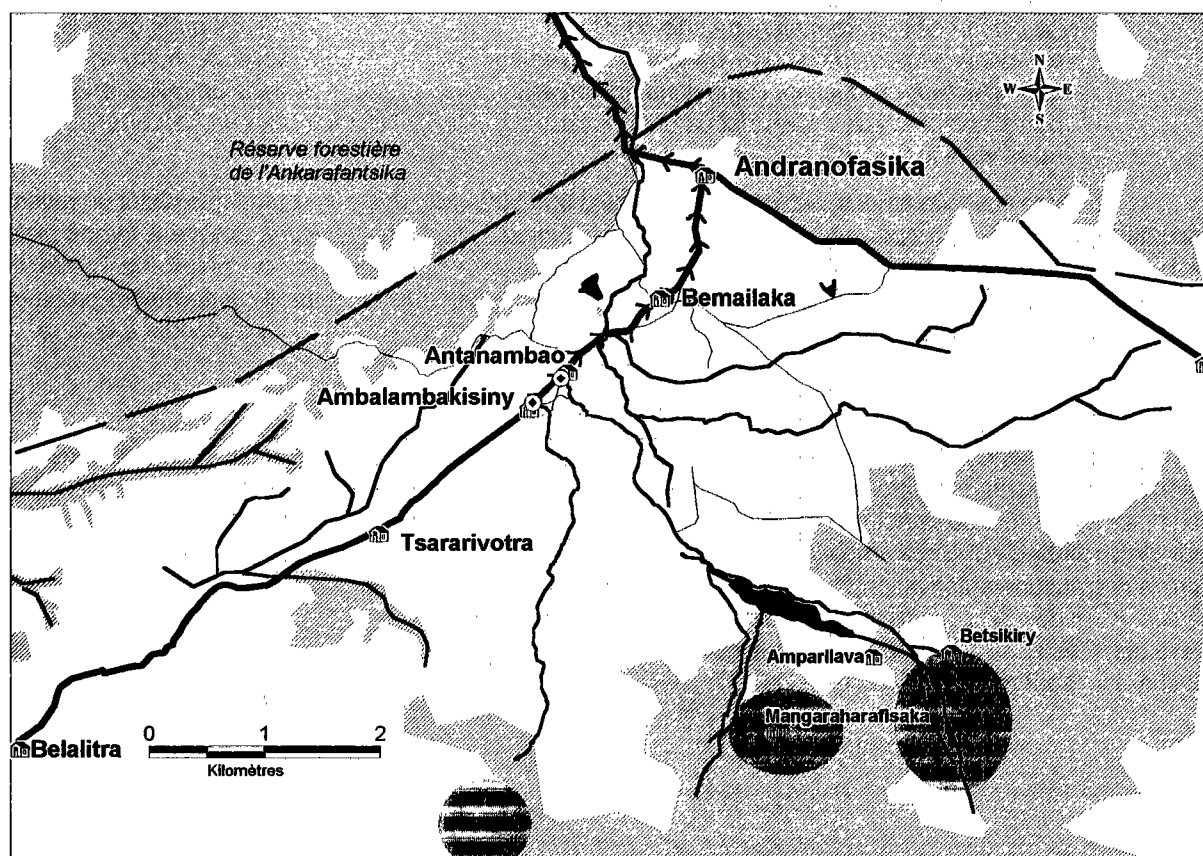 N
W E
S
Réserve forestière
de l'Ankarafantsika
Andranofasika
Bemailaka
Antanambao
Ambalambakisiny
Tsararivotra
Betsikiry
Amparilava
Mangaraharafisaka
Belalitra
0 1 2
Kilomètres